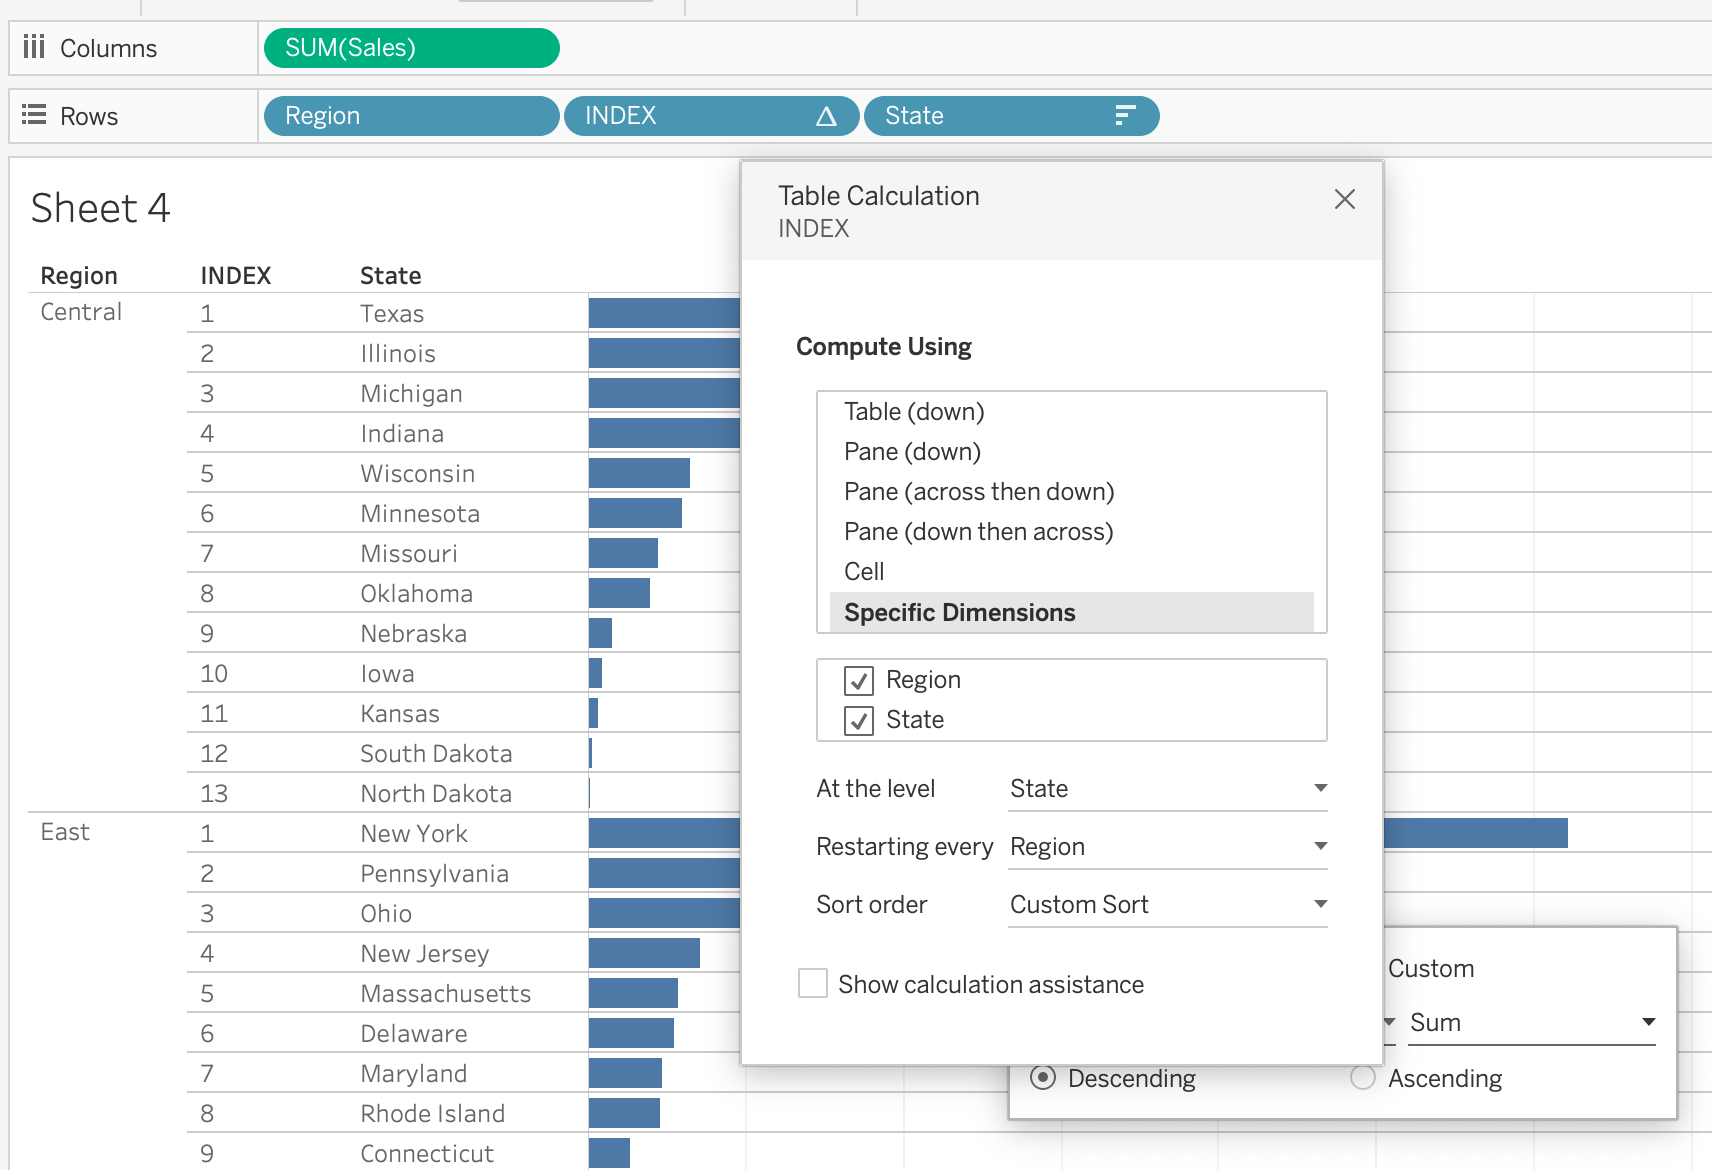 Columns SUM(Sales)
Rows Region INDEX State
Sheet 4
Region INDEX State
Central 1 Texas
2 Illinois
3 Michigan
4 Indiana
5 Wisconsin
6 Minnesota
7 Missouri
8 Oklahoma
9 Nebraska
10 Iowa
11 Kansas
12 South Dakota
13 North Dakota
East 1 New York
2 Pennsylvania
3 Ohio
4 New Jersey
5 Massachusetts
6 Delaware
7 Maryland
8 Rhode Island
9 Connecticut
Table Calculation
INDEX
Compute Using
Table (down)
Pane (down)
Pane (across then down)
Pane (down then across)
Cell
Specific Dimensions
Region
State
At the level State
Restarting every Region
Sort order Custom Sort
Show calculation assistance
Custom
Sum
Descending Ascending